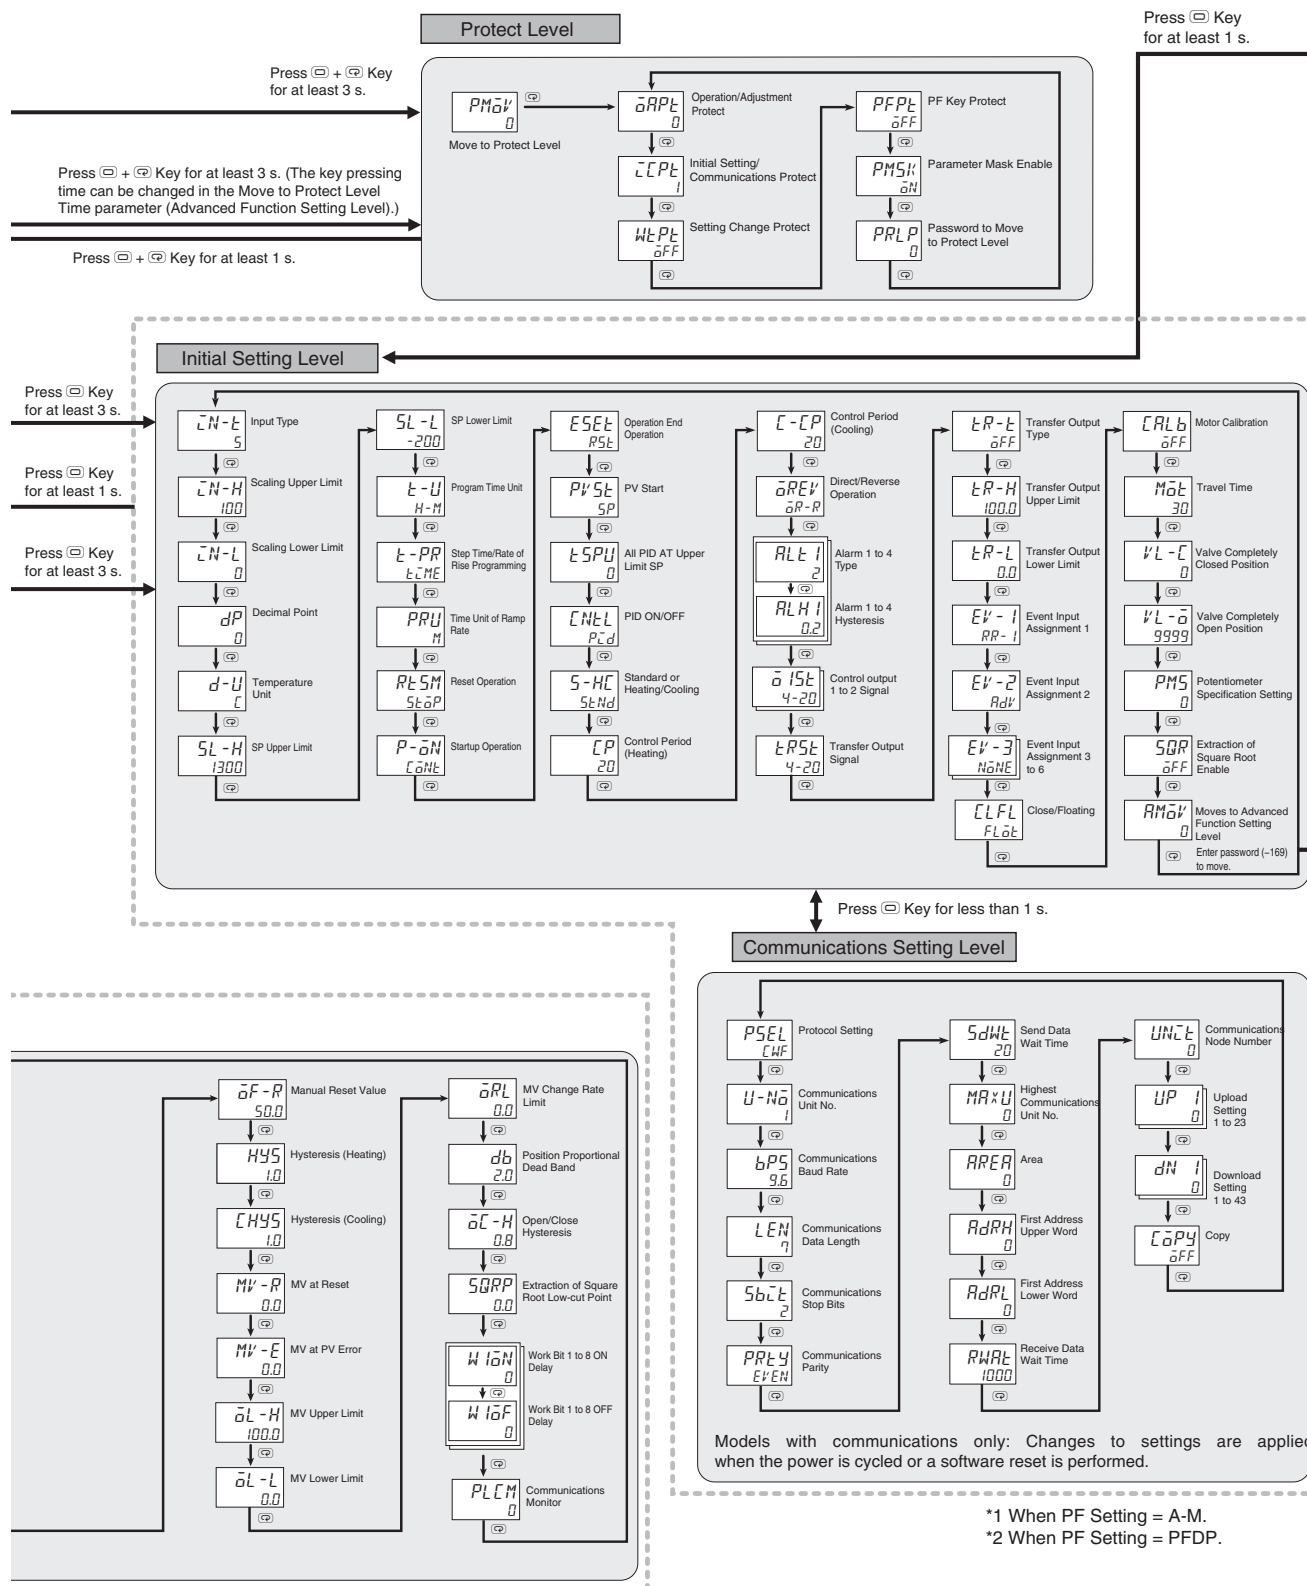 Press Key
for at least 1 s.
Protect Level
Press + Key
for at least 3 s.
PMoV
0
Move to Protect Level
oAPt
0
Operation/Adjustment
Protect
iCPt
1
Initial Setting/
Communications Protect
WtPt
oFF
Setting Change Protect
PFPt
oFF
PF Key Protect
PMSK
oN
Parameter Mask Enable
PRLP
0
Password to Move
to Protect Level
Press + Key for at least 3 s. (The key pressing
time can be changed in the Move to Protect Level
Time parameter (Advanced Function Setting Level).)
Press + Key for at least 1 s.
Initial Setting Level
Press Key
for at least 3 s.
Press Key
for at least 1 s.
Press Key
for at least 3 s.
iN-t
5
Input Type
iN-H
100
Scaling Upper Limit
iN-L
0
Scaling Lower Limit
dP
0
Decimal Point
d-U
C
Temperature
Unit
SL-H
1300
SP Upper Limit
SL-L
-200
SP Lower Limit
t-U
H-M
Program Time Unit
t-PR
tiME
Step Time/Rate of
Rise Programming
PRU
M
Time Unit of Ramp
Rate
RESM
StoP
Reset Operation
P-oN
CoNt
Startup Operation
ESEt
RSt
Operation End
Operation
PVSt
SP
PV Start
tSPU
0
All PID AT Upper
Limit SP
CNtL
Pid
PID ON/OFF
S-HC
StNd
Standard or
Heating/Cooling
CP
20
Control Period
(Heating)
C-CP
20
Control Period
(Cooling)
oREV
oR-R
Direct/Reverse
Operation
ALt1
2
Alarm 1 to 4
Type
ALH1
0.2
Alarm 1 to 4
Hysteresis
o1St
4-20
Control output
1 to 2 Signal
tRSt
4-20
Transfer Output
Signal
tR-t
oFF
Transfer Output
Type
tR-H
100.0
Transfer Output
Upper Limit
tR-L
0.0
Transfer Output
Lower Limit
EV-1
RR-1
Event Input
Assignment 1
EV-2
AdV
Event Input
Assignment 2
EV-3
NoNE
Event Input
Assignment 3
to 6
CLFL
FLot
Close/Floating
CALb
oFF
Motor Calibration
Mot
30
Travel Time
VL-C
0
Valve Completely
Closed Position
VL-o
9999
Valve Completely
Open Position
PMS
0
Potentiometer
Specification Setting
SQR
oFF
Extraction of
Square Root
Enable
AMoV
0
Moves to Advanced
Function Setting
Level
Enter password (−169)
to move.
Press Key for less than 1 s.
Communications Setting Level
PSEL
CWF
Protocol Setting
U-No
1
Communications
Unit No.
bPS
9.6
Communications
Baud Rate
LEN
7
Communications
Data Length
Sbit
2
Communications
Stop Bits
PRtY
EVEN
Communications
Parity
SdWt
20
Send Data
Wait Time
MAXU
0
Highest
Communications
Unit No.
AREA
0
Area
AdRH
0
First Address
Upper Word
AdRL
0
First Address
Lower Word
RWAt
1000
Receive Data
Wait Time
UNit
0
Communications
Node Number
UP 1
0
Upload
Setting
1 to 23
dN 1
0
Download
Setting
1 to 43
CoPY
oFF
Copy
Models with communications only: Changes to settings are applied
when the power is cycled or a software reset is performed.
oF-R
50.0
Manual Reset Value
HYS
1.0
Hysteresis (Heating)
CHYS
1.0
Hysteresis (Cooling)
MV-R
0.0
MV at Reset
MV-E
0.0
MV at PV Error
oL-H
100.0
MV Upper Limit
oL-L
0.0
MV Lower Limit
oRL
0.0
MV Change Rate
Limit
db
2.0
Position Proportional
Dead Band
oC-H
0.8
Open/Close
Hysteresis
SQRP
0.0
Extraction of Square
Root Low-cut Point
W1oN
0
Work Bit 1 to 8 ON
Delay
W1oF
0
Work Bit 1 to 8 OFF
Delay
PLCM
0
Communications
Monitor
*1 When PF Setting = A-M.
*2 When PF Setting = PFDP.